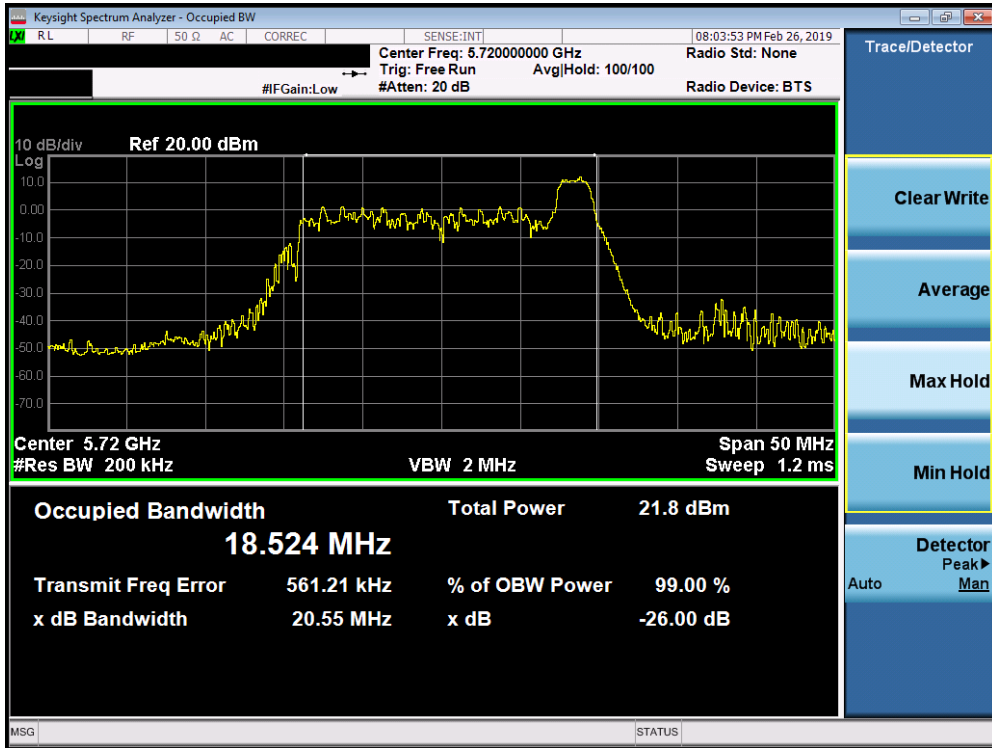 Keysight Spectrum Analyzer - Occupied BW
LXI RL RF 50 Ω AC CORREC SENSE:INT 08:03:53 PM Feb 26, 2019
Center Freq: 5.720000000 GHz Radio Std: None
Trig: Free Run Avg|Hold: 100/100
#IFGain:Low #Atten: 20 dB Radio Device: BTS
Trace/Detector
10 dB/div Ref 20.00 dBm
Log
10.0
0.00
-10.0
-20.0
-30.0
-40.0
-50.0
-60.0
-70.0
Center 5.72 GHz Span 50 MHz
#Res BW 200 kHz VBW 2 MHz Sweep 1.2 ms
Occupied Bandwidth Total Power 21.8 dBm
18.524 MHz
Transmit Freq Error 561.21 kHz % of OBW Power 99.00 %
x dB Bandwidth 20.55 MHz x dB -26.00 dB
Clear Write
Average
Max Hold
Min Hold
Detector
Peak▶
Auto Man
MSG STATUS